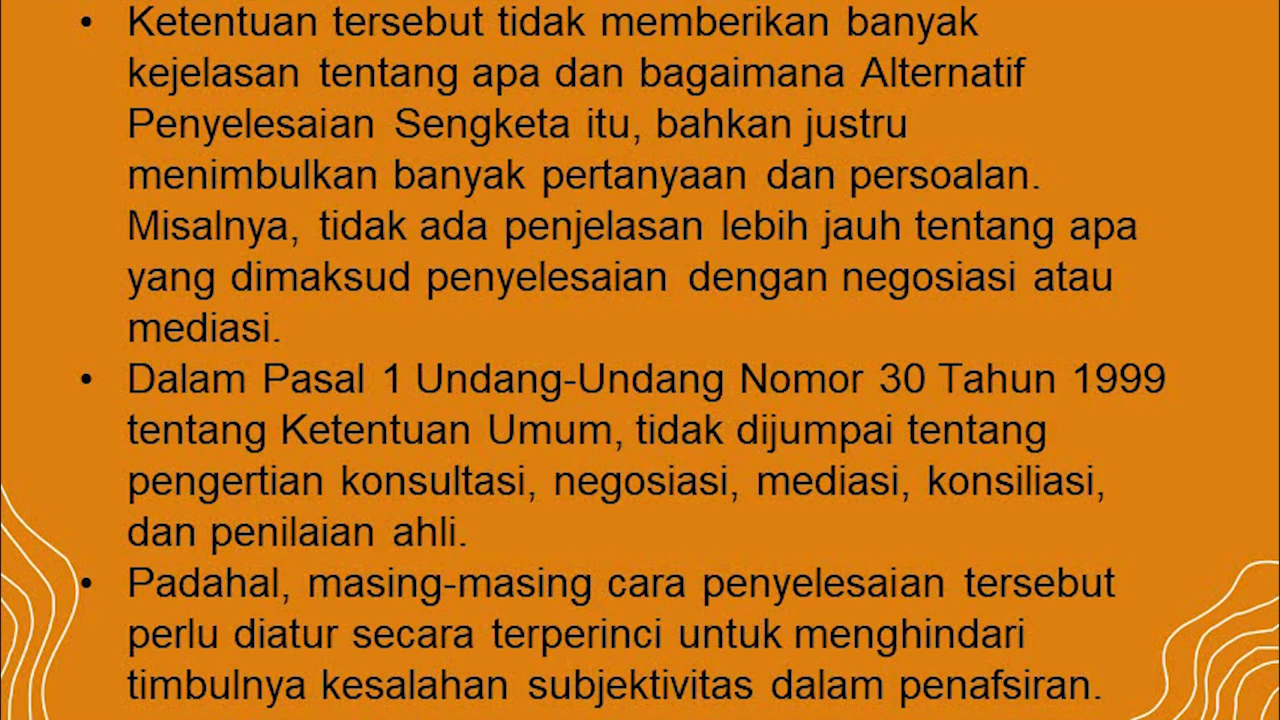 • Ketentuan tersebut tidak memberikan banyak
kejelasan tentang apa dan bagaimana Alternatif
Penyelesaian Sengketa itu, bahkan justru
menimbulkan banyak pertanyaan dan persoalan.
Misalnya, tidak ada penjelasan lebih jauh tentang apa
yang dimaksud penyelesaian dengan negosiasi atau
mediasi.
• Dalam Pasal 1 Undang-Undang Nomor 30 Tahun 1999
tentang Ketentuan Umum, tidak dijumpai tentang
pengertian konsultasi, negosiasi, mediasi, konsiliasi,
dan penilaian ahli.
• Padahal, masing-masing cara penyelesaian tersebut
perlu diatur secara terperinci untuk menghindari
timbulnya kesalahan subjektivitas dalam penafsiran.